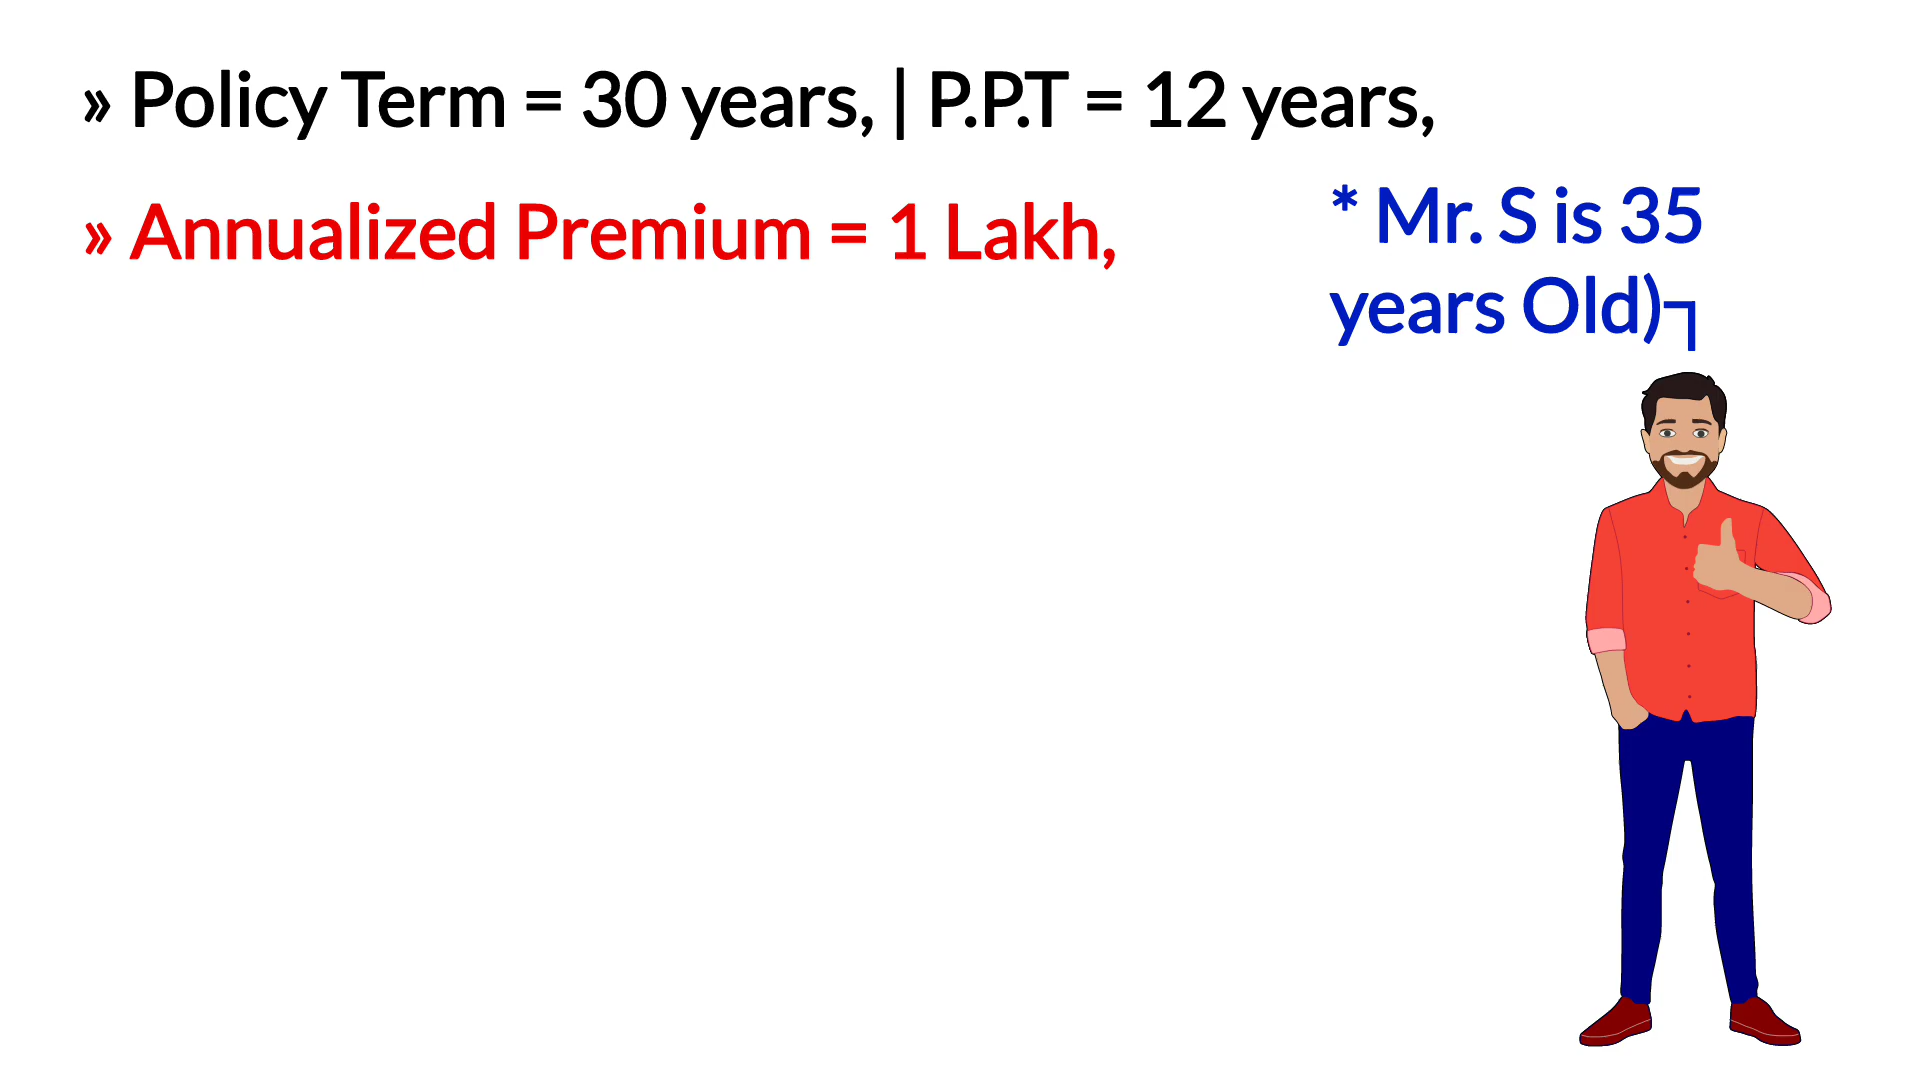 » Policy Term = 30 years, | P.P.T = 12 years,
» Annualized Premium = 1 Lakh,
* Mr. S is 35
years Old)┐